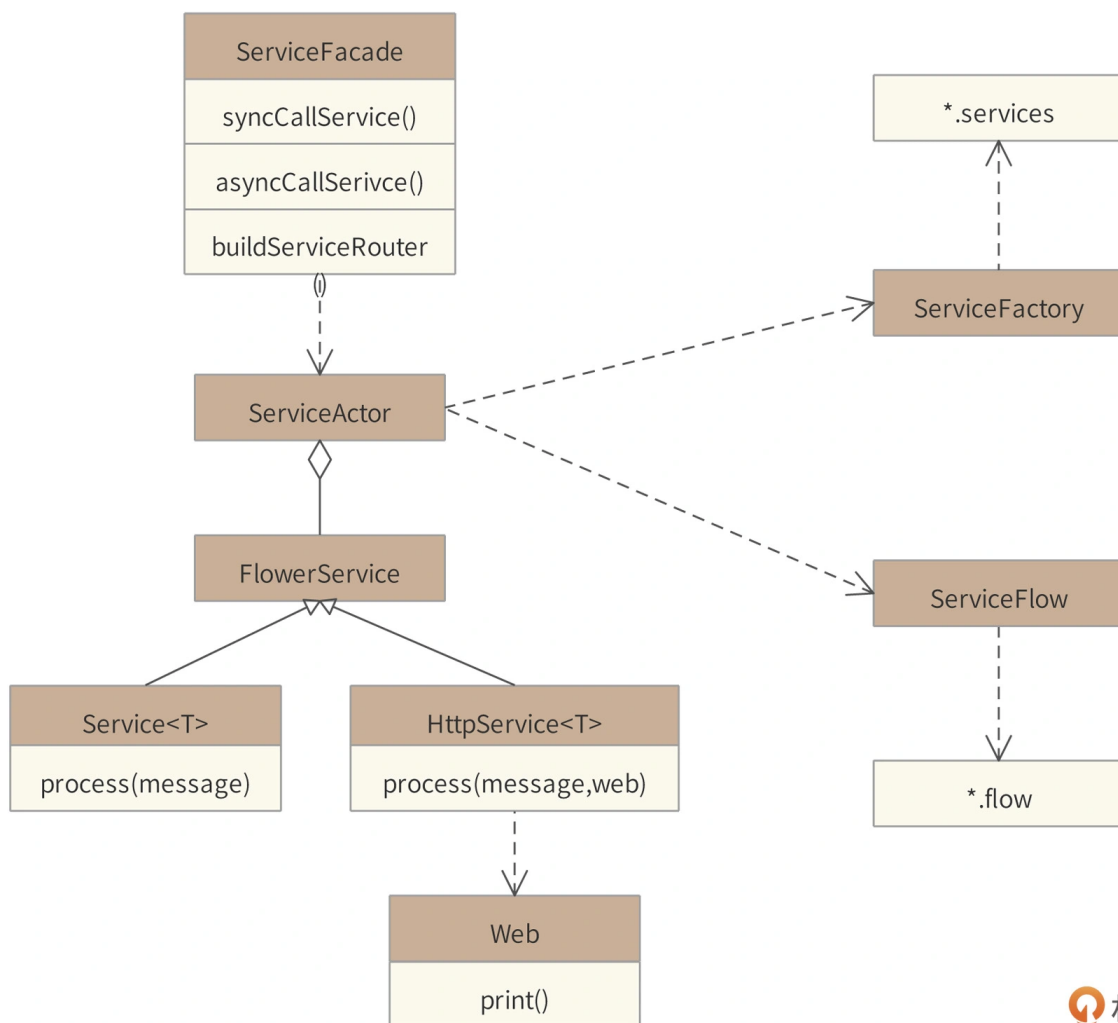 ServiceFacade
syncCallService()
asyncCallSerivce()
buildServiceRouter
()
*.services
ServiceFactory
ServiceActor
FlowerService
ServiceFlow
Service<T>
process(message)
HttpService<T>
process(message,web)
*.flow
Web
print()